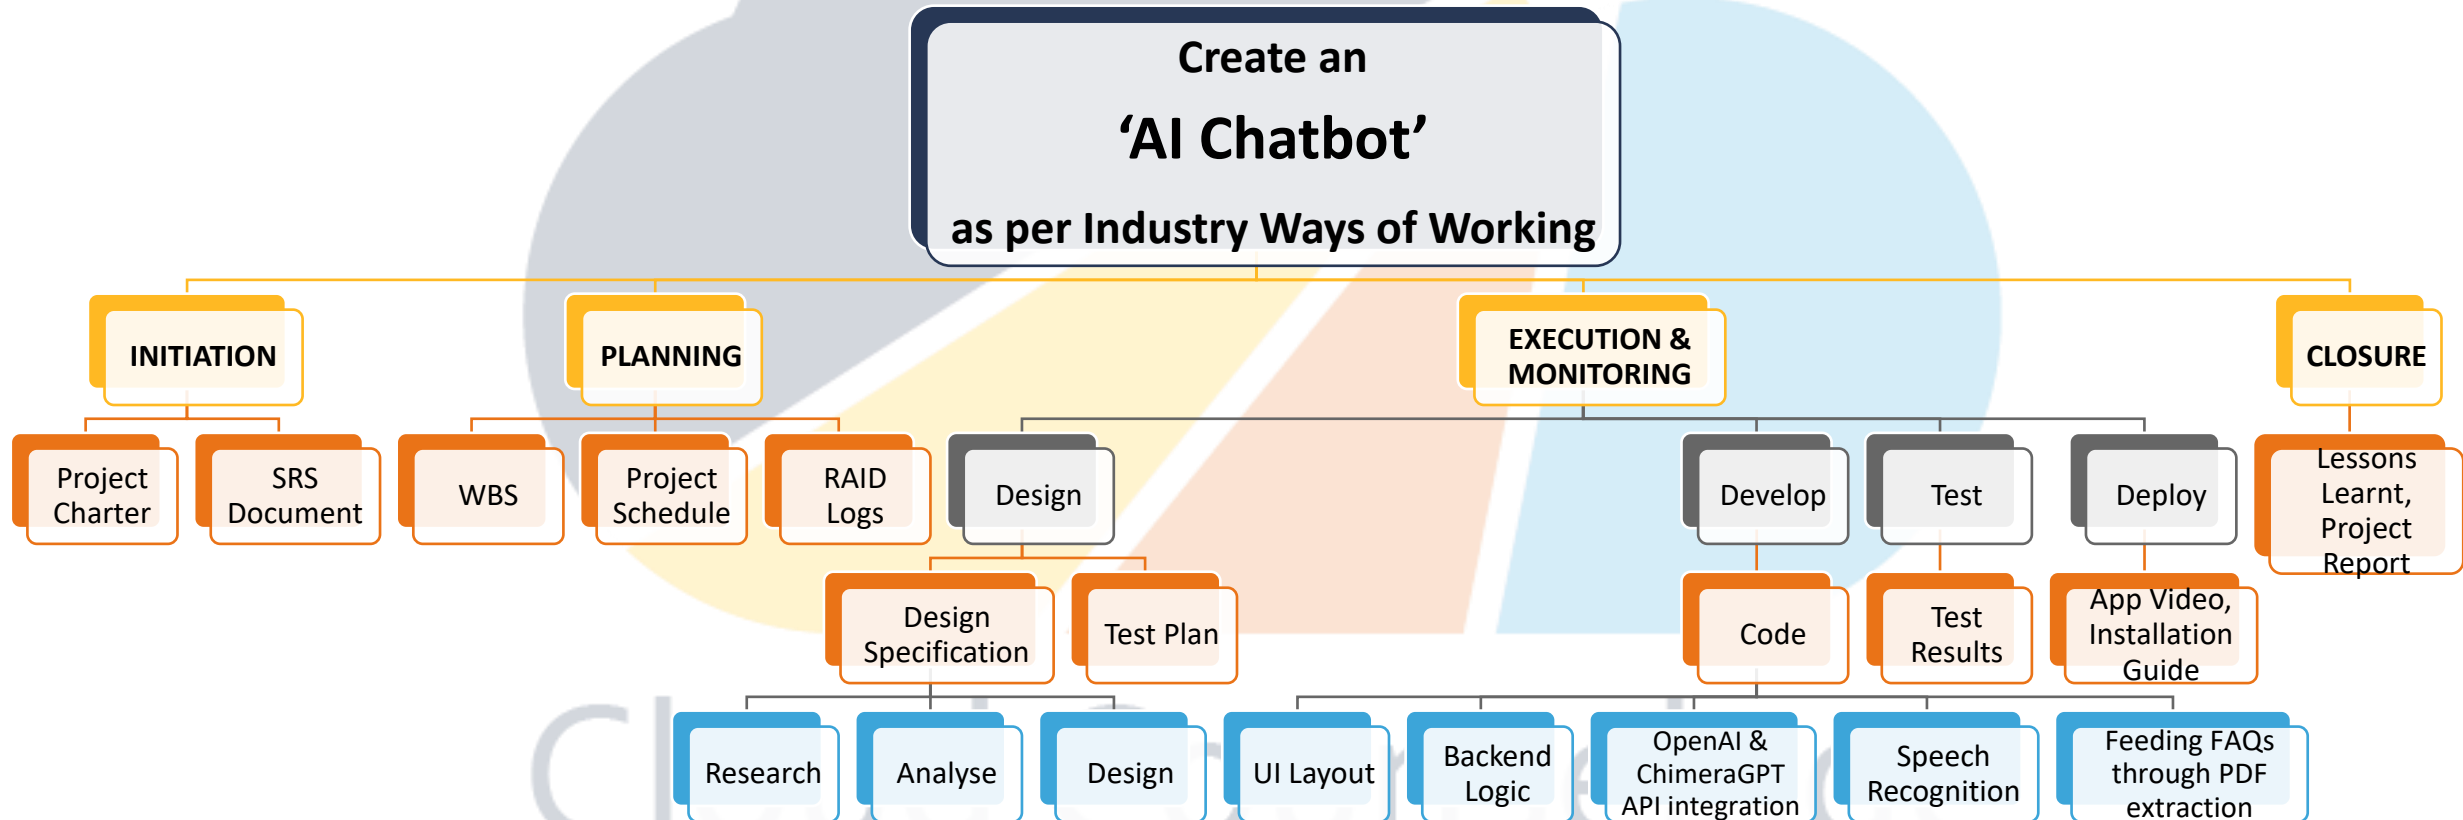 Create an
‘AI Chatbot’
as per Industry Ways of Working
INITIATION
PLANNING
EXECUTION &
MONITORING
CLOSURE
Project
Charter
SRS
Document
WBS
Project
Schedule
RAID
Logs
Design
Develop
Test
Deploy
Lessons
Learnt,
Project
Report
Design
Specification
Test Plan
Code
Test
Results
App Video,
Installation
Guide
Research
Analyse
Design
UI Layout
Backend
Logic
OpenAI &
ChimeraGPT
API integration
Speech
Recognition
Feeding FAQs
through PDF
extraction